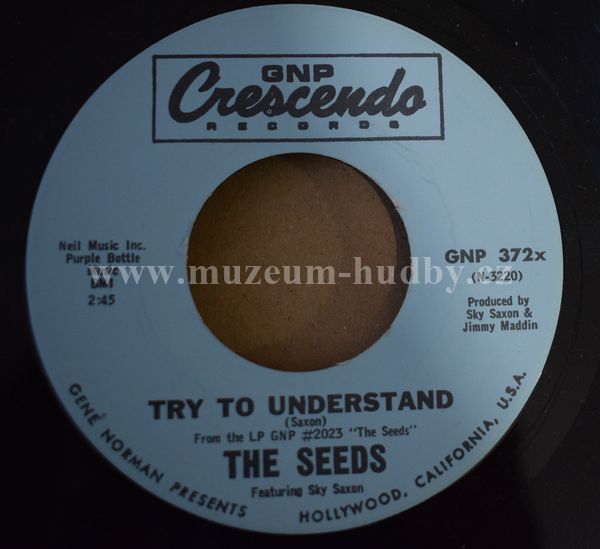 GNP
Crescendo
RECORDS
Neil Music Inc.
Purple Bottle
Music
BMI
2:45
GNP 372x
(N-3220)
Produced by
Sky Saxon &
Jimmy Maddin
www.muzeum-hudby.cz
TRY TO UNDERSTAND
(Saxon)
From the LP GNP #2023 "The Seeds"
THE SEEDS
Featuring Sky Saxon
GENE NORMAN PRESENTS
HOLLYWOOD, CALIFORNIA, U.S.A.